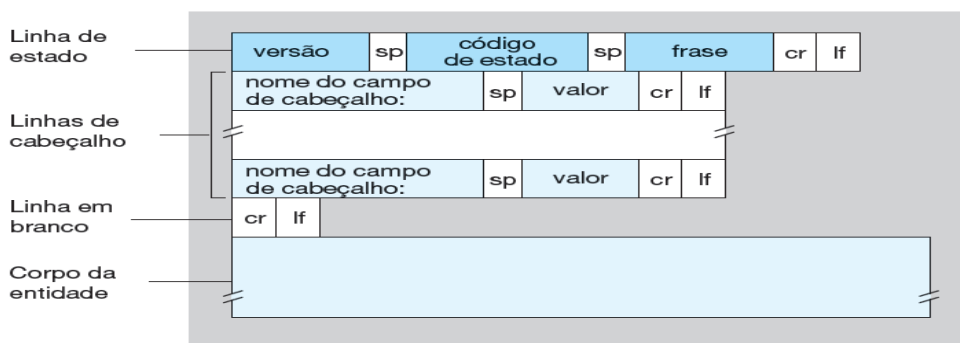 Linha de
estado
versão sp código
de estado sp frase cr lf
Linhas de
cabeçalho
nome do campo
de cabeçalho: sp valor cr lf
nome do campo
de cabeçalho: sp valor cr lf
Linha em
branco
cr lf
Corpo da
entidade